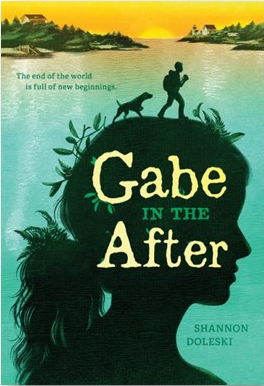 The end of the world
is full of new beginnings.
Gabe
IN THE
After
SHANNON
DOLESKI